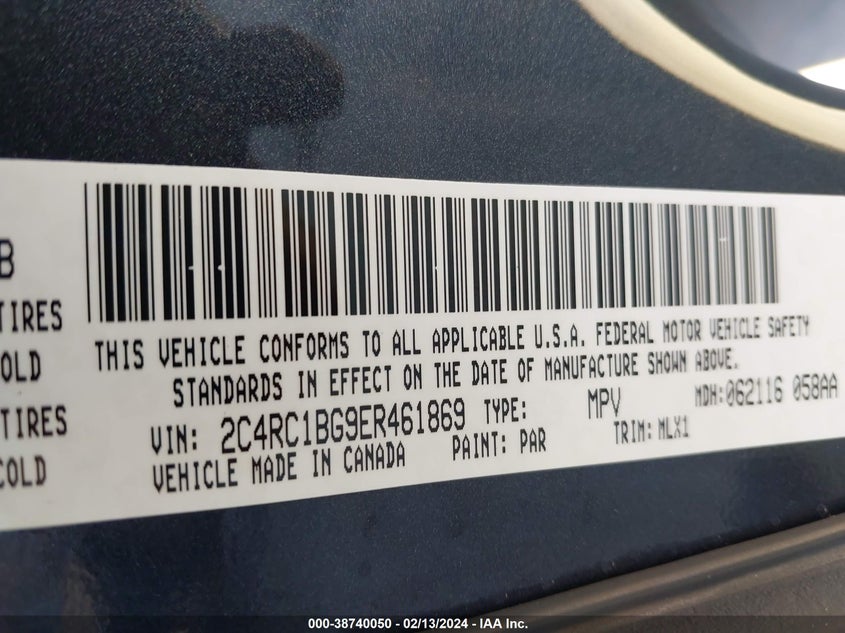 B
TIRES
OLD
TIRES
COLD
THIS VEHICLE CONFORMS TO ALL APPLICABLE U.S.A. FEDERAL MOTOR VEHICLE SAFETY
STANDARDS IN EFFECT ON THE DATE OF MANUFACTURE SHOWN ABOVE.
VIN: 2C4RC1BG9ER461869 TYPE: MPV MDH:062116 058AA
VEHICLE MADE IN CANADA PAINT: PAR TRIM: MLX1
000-38740050 - 02/13/2024 - IAA Inc.